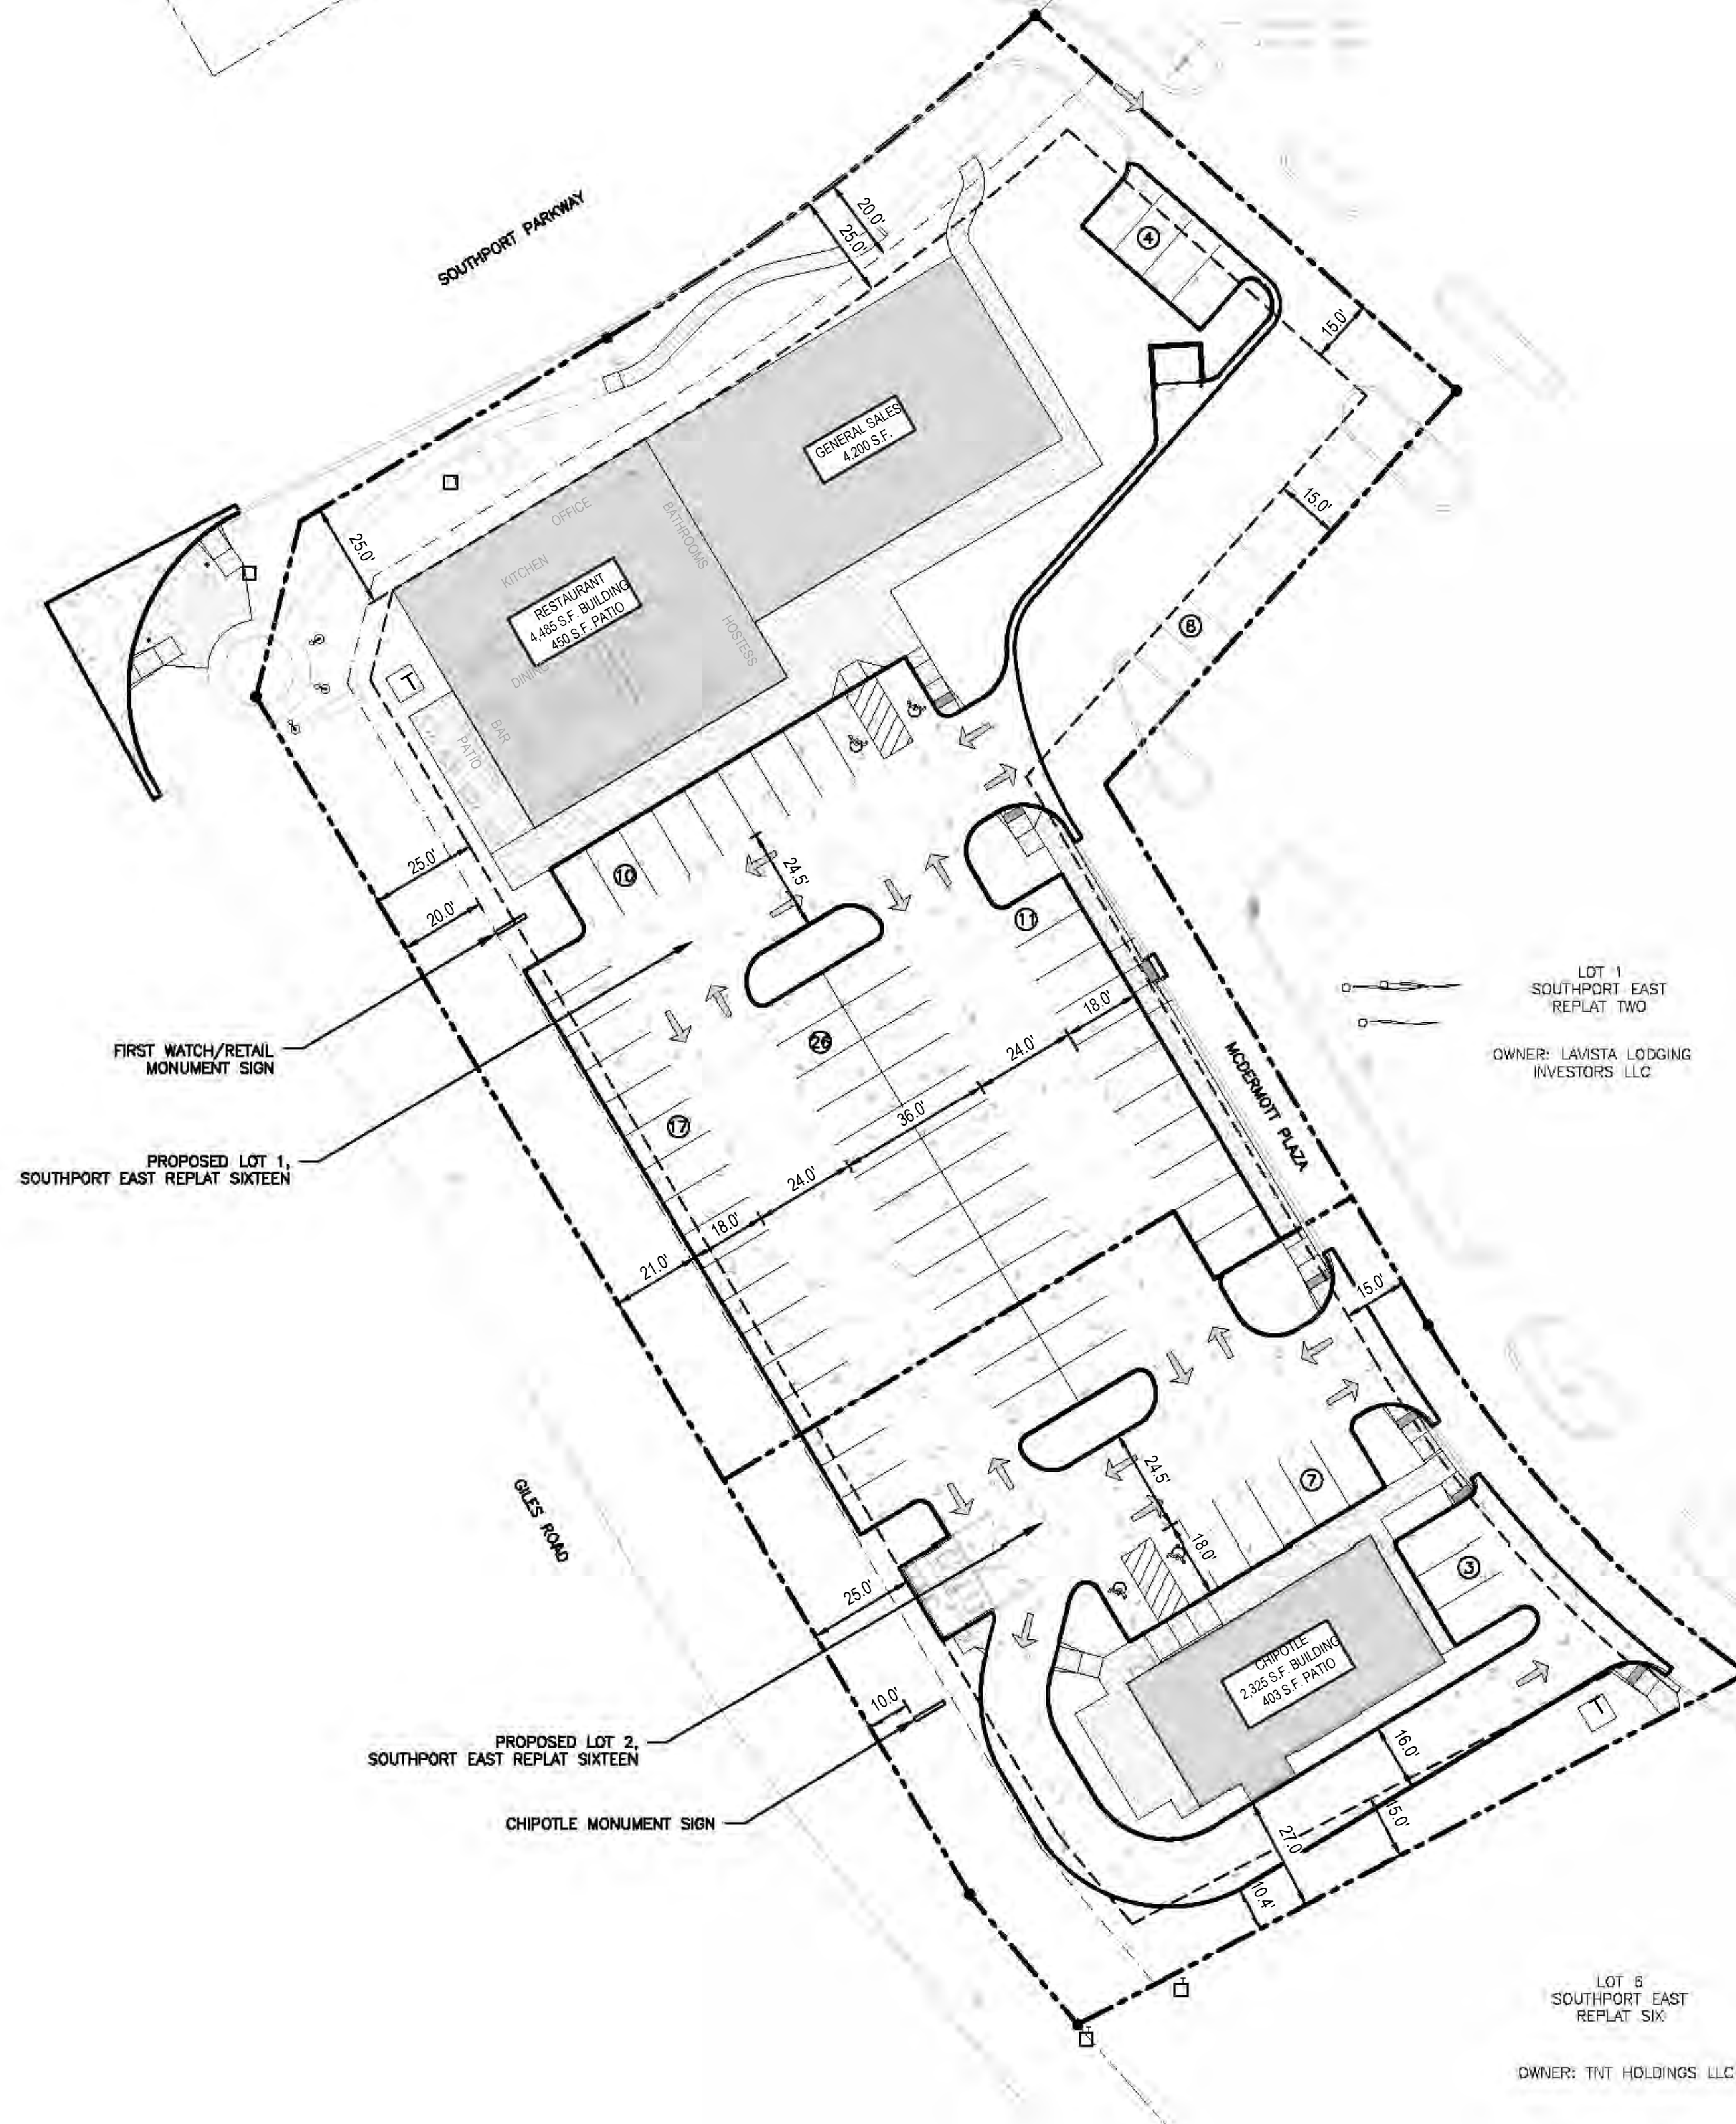 SOUTHPORT PARKWAY
20.0'
25.0'
4
15.0'
GENERAL SALES
4,200 S.F.
15.0'
25.0'
OFFICE
BATHROOMS
KITCHEN
RESTAURANT
4,485 S.F. BUILDING
450 S.F. PATIO
HOSTESS
DINING
8
T
BAR
PATIO
25.0'
20.0'
10
24.5'
11
FIRST WATCH/RETAIL
MONUMENT SIGN
LOT 1
SOUTHPORT EAST
REPLAT TWO
OWNER: LAVISTA LODGING
INVESTORS LLC
18.0'
26
24.0'
MCDERMOTT PLAZA
17
36.0'
PROPOSED LOT 1,
SOUTHPORT EAST REPLAT SIXTEEN
24.0'
18.0'
21.0'
15.0'
GILES ROAD
24.5'
7
18.0'
3
25.0'
CHIPOTLE
2,325 S.F. BUILDING
403 S.F. PATIO
10.0'
T
PROPOSED LOT 2,
SOUTHPORT EAST REPLAT SIXTEEN
16.0'
CHIPOTLE MONUMENT SIGN
15.0'
27.0'
10.4'
LOT 6
SOUTHPORT EAST
REPLAT SIX
OWNER: TNT HOLDINGS LLC